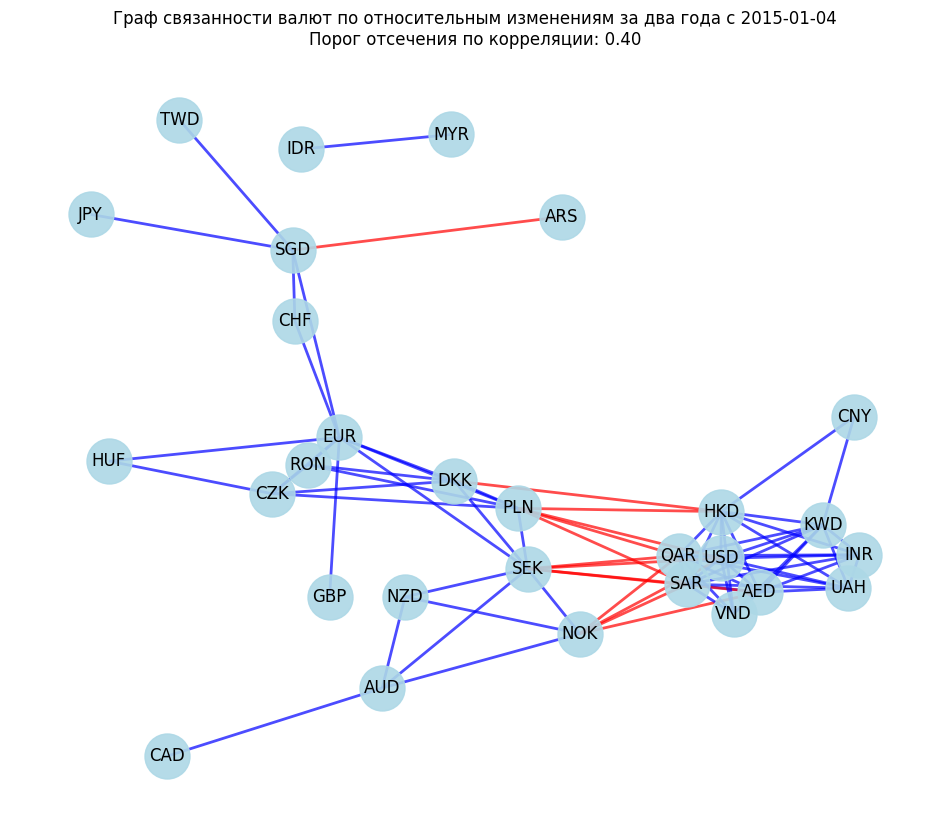 Граф связанности валют по относительным изменениям за два года с 2015-01-04
Порог отсечения по корреляции: 0.40
TWD
IDR
MYR
JPY
ARS
SGD
CHF
CNY
EUR
HUF
RON
DKK
CZK
PLN
HKD
KWD
QAR
USD
INR
SEK
SAR
AED
UAH
GBP
NZD
VND
NOK
AUD
CAD